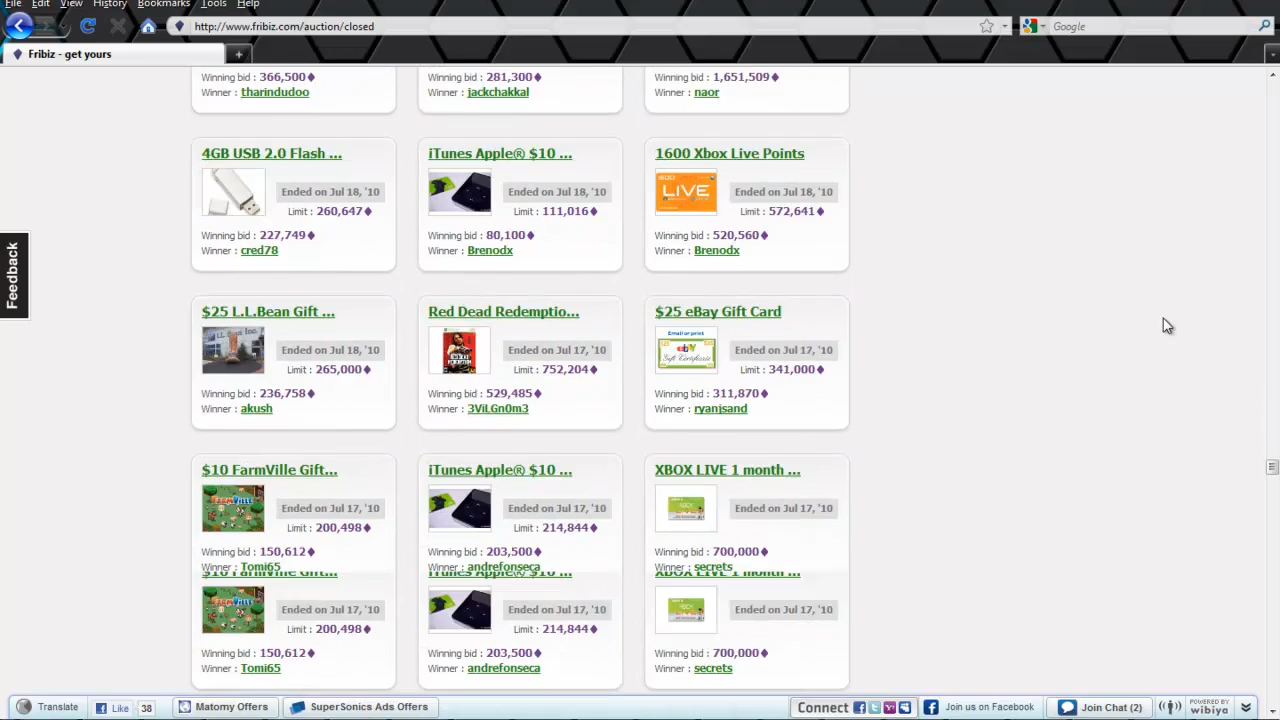 File Edit View History Bookmarks Tools Help
http://www.fribiz.com/auction/closed
Google
Fribiz - get yours
Winning bid : 366,500
Winner : tharindudoo
Winning bid : 281,300
Winner : jackchakkal
Winning bid : 1,651,509
Winner : naor
4GB USB 2.0 Flash ...
Ended on Jul 18, '10
Limit : 260,647
Winning bid : 227,749
Winner : cred78
iTunes Apple® $10 ...
Ended on Jul 18, '10
Limit : 111,016
Winning bid : 80,100
Winner : Brenodx
1600 Xbox Live Points
LIVE
Ended on Jul 18, '10
Limit : 572,641
Winning bid : 520,560
Winner : Brenodx
Feedback
$25 L.L.Bean Gift ...
Ended on Jul 18, '10
Limit : 265,000
Winning bid : 236,758
Winner : akush
Red Dead Redemptio...
Ended on Jul 17, '10
Limit : 752,204
Winning bid : 529,485
Winner : 3ViLGn0m3
$25 eBay Gift Card
Email or print
Gift Certificate
Ended on Jul 17, '10
Limit : 341,000
Winning bid : 311,870
Winner : ryanjsand
$10 FarmVille Gift...
Ended on Jul 17, '10
Limit : 200,498
Winning bid : 150,612
Winner : Tomi65
iTunes Apple® $10 ...
Ended on Jul 17, '10
Limit : 214,844
Winning bid : 203,500
Winner : andrefonseca
XBOX LIVE 1 month ...
Ended on Jul 17, '10
Winning bid : 700,000
Winner : secrets
$10 FarmVille Gift...
Ended on Jul 17, '10
Limit : 200,498
Winning bid : 150,612
Winner : Tomi65
iTunes Apple® $10 ...
Ended on Jul 17, '10
Limit : 214,844
Winning bid : 203,500
Winner : andrefonseca
XBOX LIVE 1 month ...
Ended on Jul 17, '10
Winning bid : 700,000
Winner : secrets
Translate
Like 38
Matomy Offers
SuperSonics Ads Offers
Connect
Join us on Facebook
Join Chat (2)
POWERED BY
wibiya